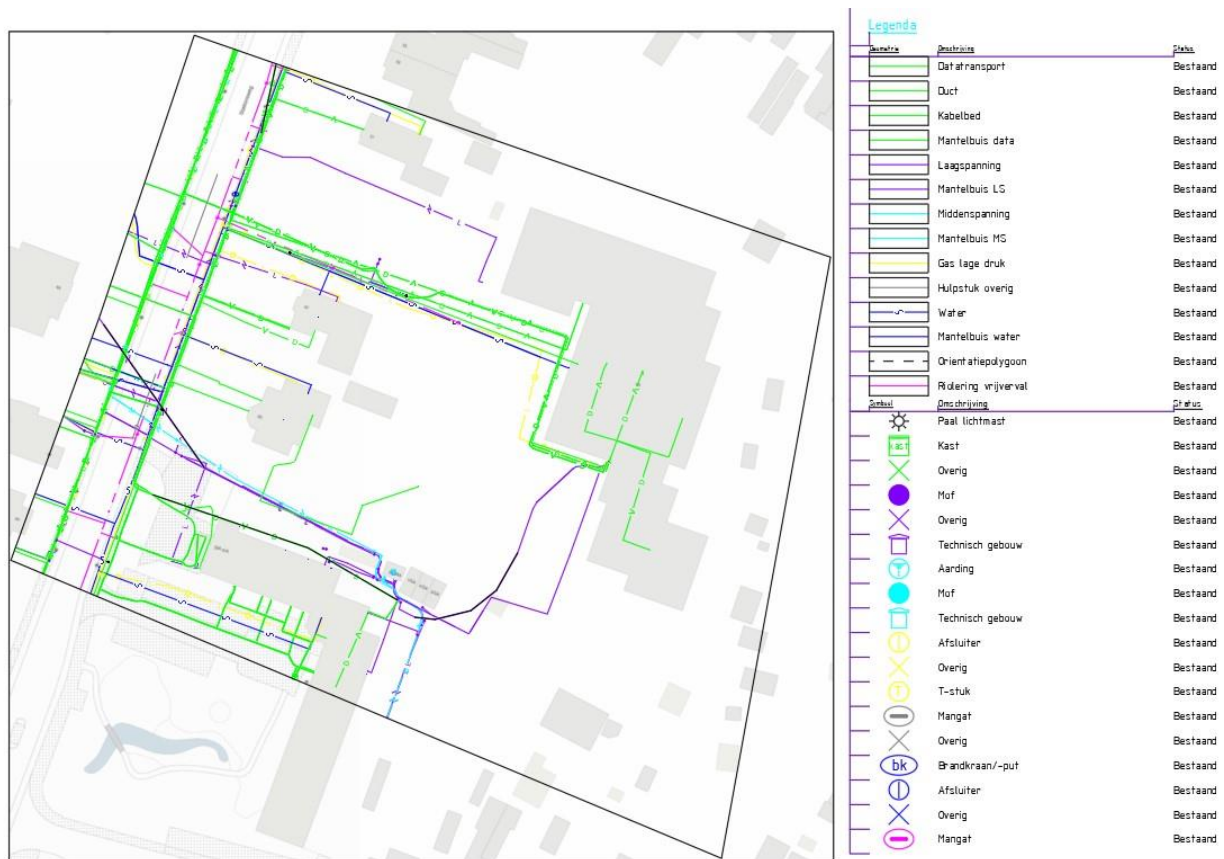 Legenda
Geometrie Omschrijving Status
Datatransport Bestaand
Duct Bestaand
Kabelbed Bestaand
Mantelbuis data Bestaand
Laagspanning Bestaand
Mantelbuis LS Bestaand
Middenspanning Bestaand
Mantelbuis MS Bestaand
Gas lage druk Bestaand
Hulpstuk overig Bestaand
Water Bestaand
Mantelbuis water Bestaand
Orientatiepolygoon Bestaand
Riolering vrijverval Bestaand
Symbool Omschrijving Status
Paal lichtmast Bestaand
KAST Kast Bestaand
Overig Bestaand
Mof Bestaand
Overig Bestaand
Technisch gebouw Bestaand
Aarding Bestaand
Mof Bestaand
Technisch gebouw Bestaand
Afsluiter Bestaand
Overig Bestaand
T T-stuk Bestaand
Mangat Bestaand
Overig Bestaand
bk Brandkraan/-put Bestaand
Afsluiter Bestaand
Overig Bestaand
Mangat Bestaand